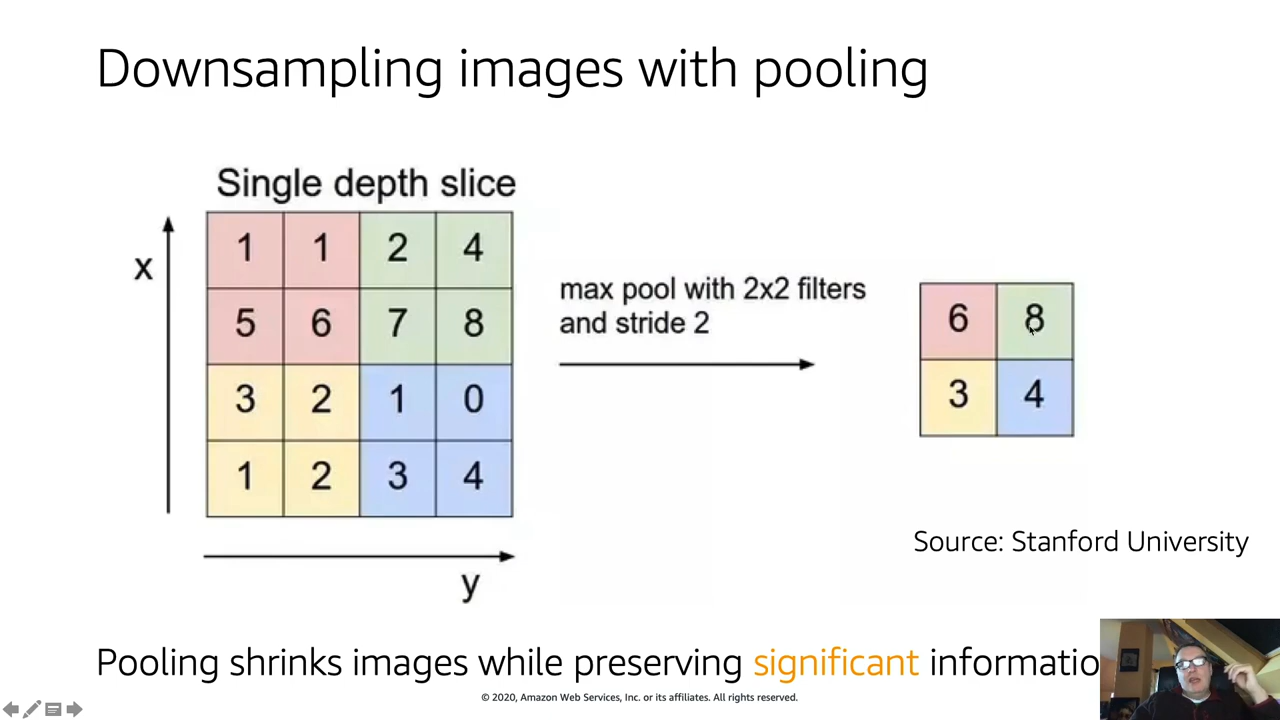 Downsampling images with pooling
Single depth slice
x
1 1 2 4
5 6 7 8
3 2 1 0
1 2 3 4
y
max pool with 2x2 filters
and stride 2
6 8
3 4
Source: Stanford University
Pooling shrinks images while preserving significant informatio
© 2020, Amazon Web Services, Inc. or its affiliates. All rights reserved.